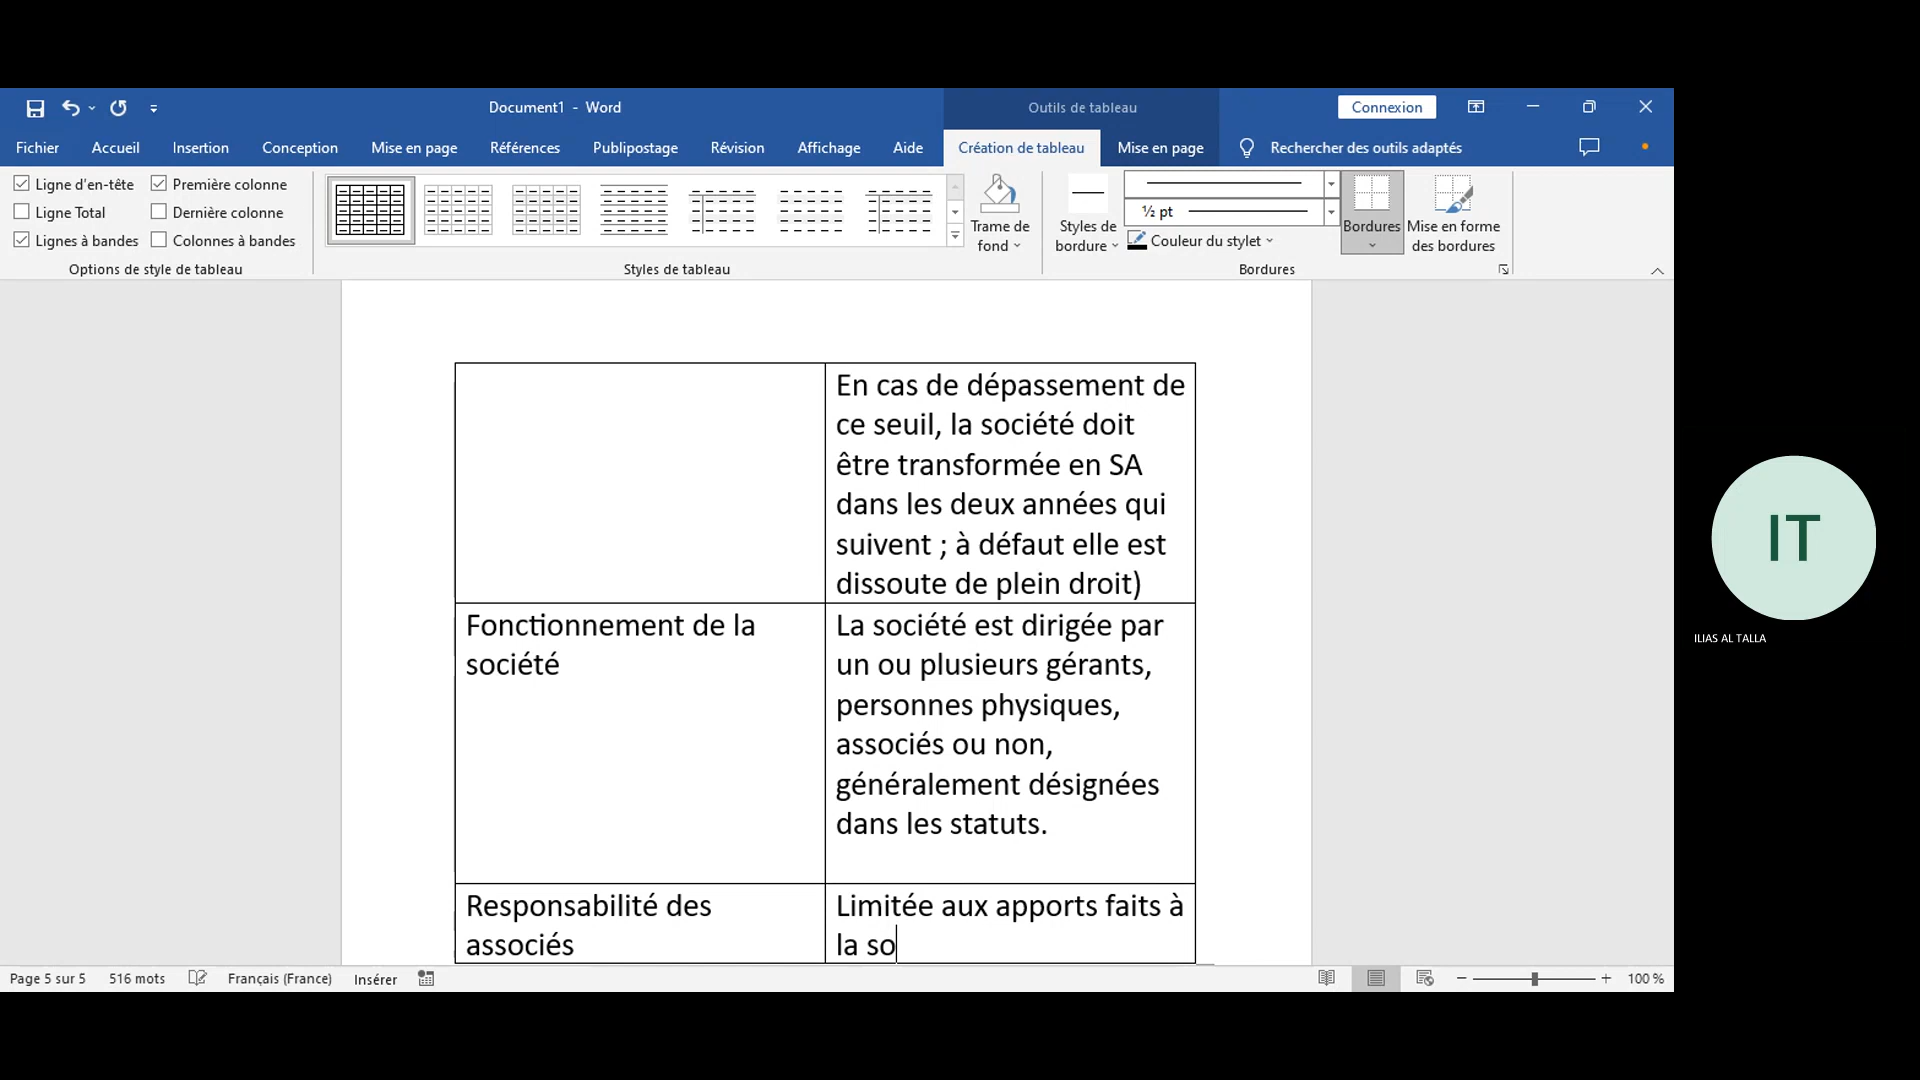 Document1 - Word
Outils de tableau
Connexion
Fichier
Accueil
Insertion
Conception
Mise en page
Références
Publipostage
Révision
Affichage
Aide
Création de tableau
Mise en page
Rechercher des outils adaptés
Ligne d'en-tête
Première colonne
Ligne Total
Dernière colonne
Lignes à bandes
Colonnes à bandes
Options de style de tableau
Styles de tableau
Trame de
fond
Styles de
bordure
½ pt
Couleur du stylet
Bordures
Mise en forme
des bordures
Bordures
En cas de dépassement de
ce seuil, la société doit
être transformée en SA
dans les deux années qui
suivent ; à défaut elle est
dissoute de plein droit)
Fonctionnement de la
société
La société est dirigée par
un ou plusieurs gérants,
personnes physiques,
associés ou non,
généralement désignées
dans les statuts.
Responsabilité des
associés
Limitée aux apports faits à
la so
IT
ILIAS AL TALLA
Page 5 sur 5
516 mots
Français (France)
Insérer
100 %